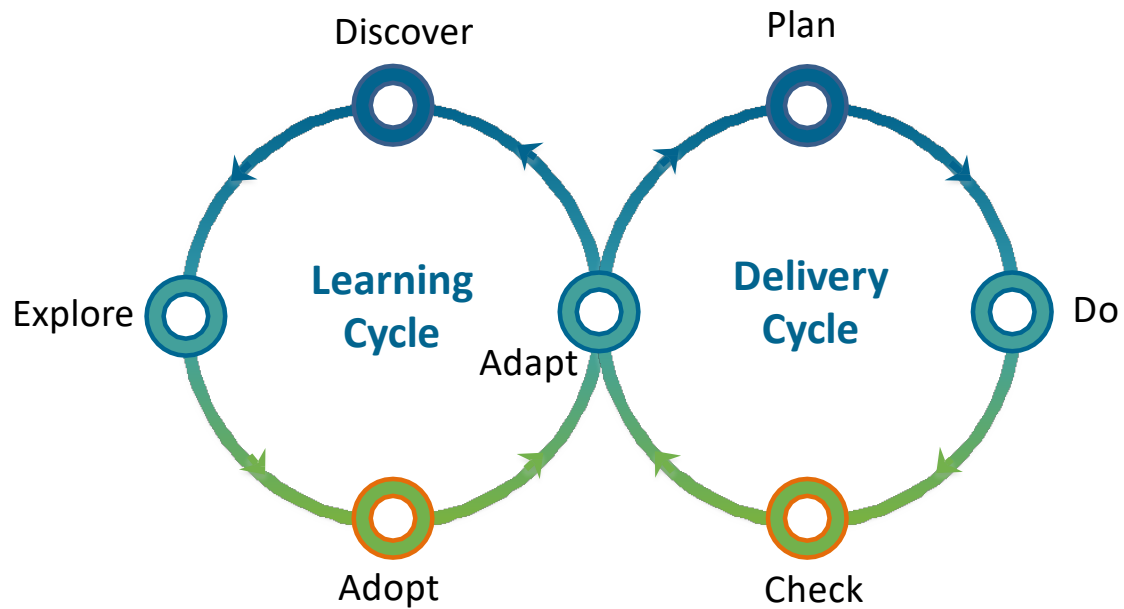 Discover
Plan
Learning
Cycle
Delivery
Cycle
Explore
Adapt
Do
Adopt
Check